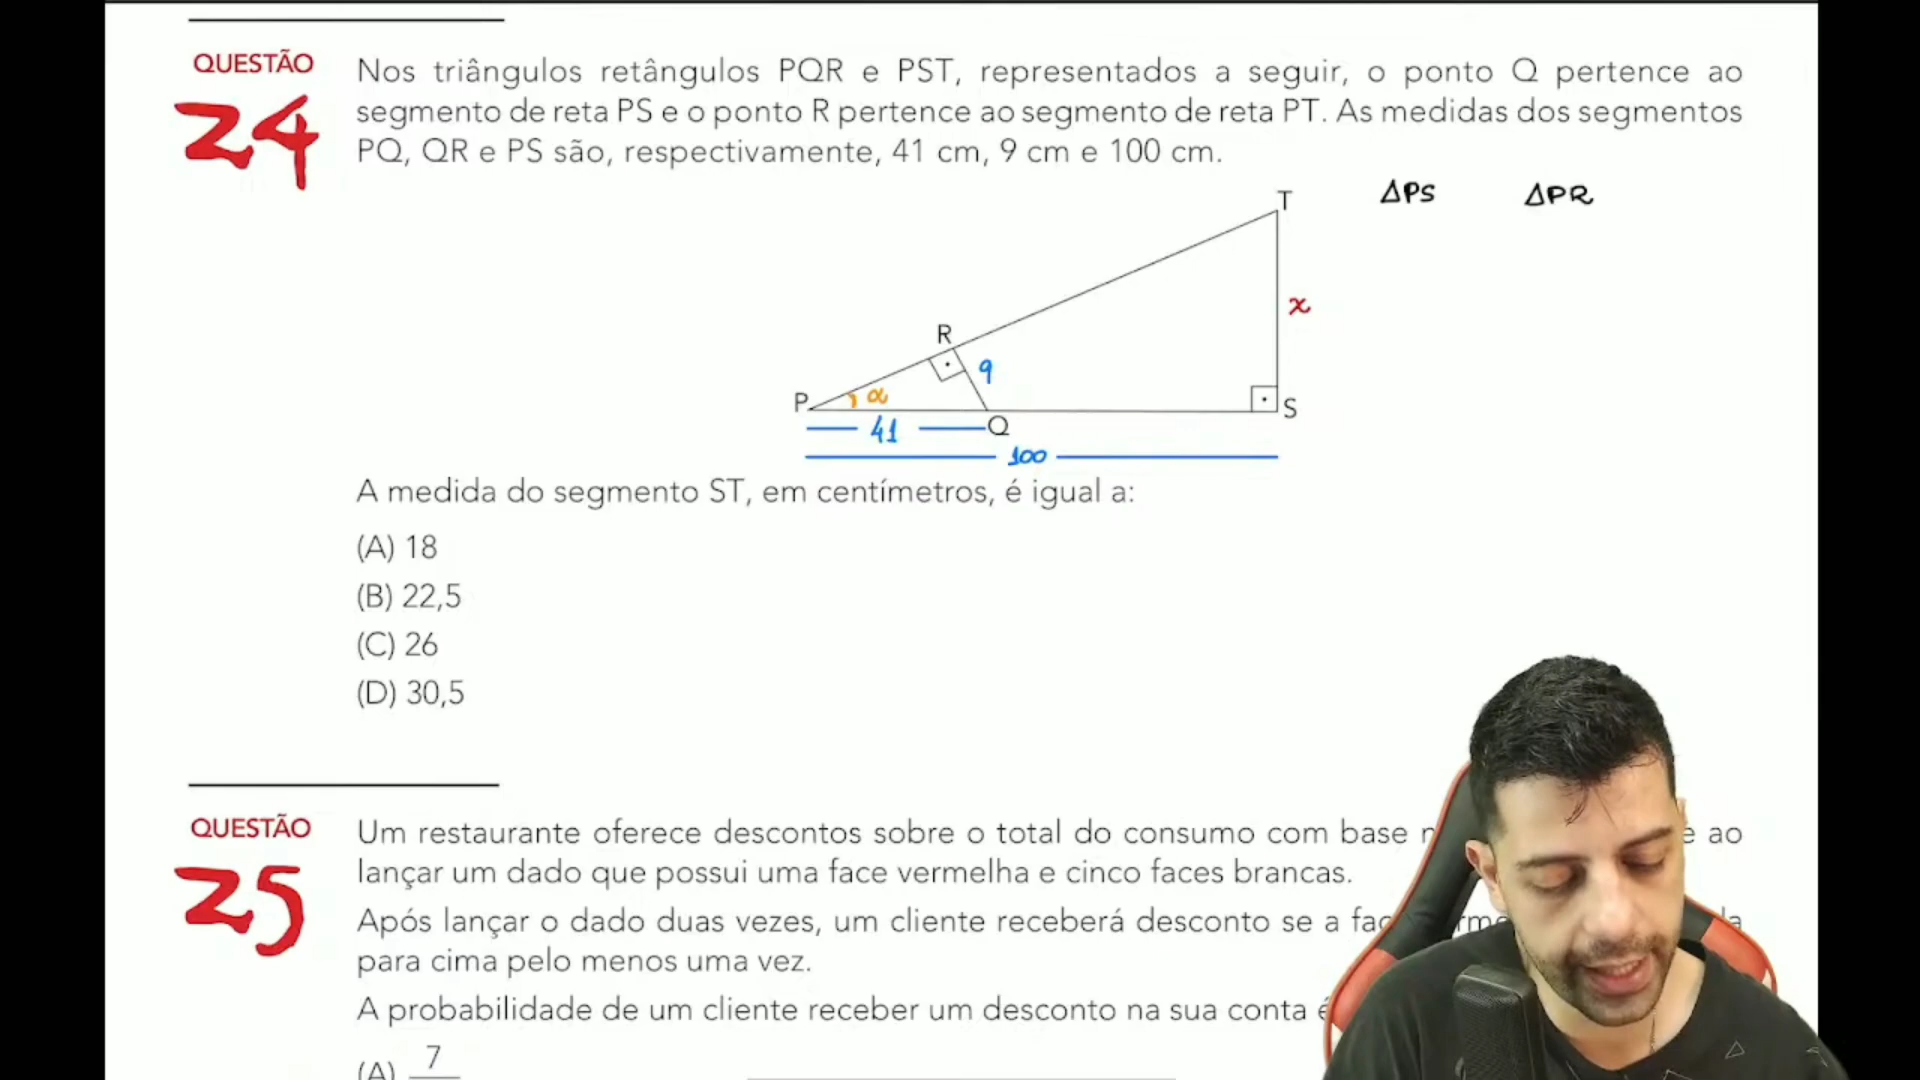 QUESTÃO
24
Nos triângulos retângulos PQR e PST, representados a seguir, o ponto Q pertence ao
segmento de reta PS e o ponto R pertence ao segmento de reta PT. As medidas dos segmentos
PQ, QR e PS são, respectivamente, 41 cm, 9 cm e 100 cm.
T
ΔPS
ΔPR
x
R
9
P
α
S
41
Q
100
A medida do segmento ST, em centímetros, é igual a:
(A) 18
(B) 22,5
(C) 26
(D) 30,5
QUESTÃO
25
Um restaurante oferece descontos sobre o total do consumo com base ao
lançar um dado que possui uma face vermelha e cinco faces brancas.
Após lançar o dado duas vezes, um cliente receberá desconto se a
para cima pelo menos uma vez.
A probabilidade de um cliente receber um desconto na sua conta é
(A) 7